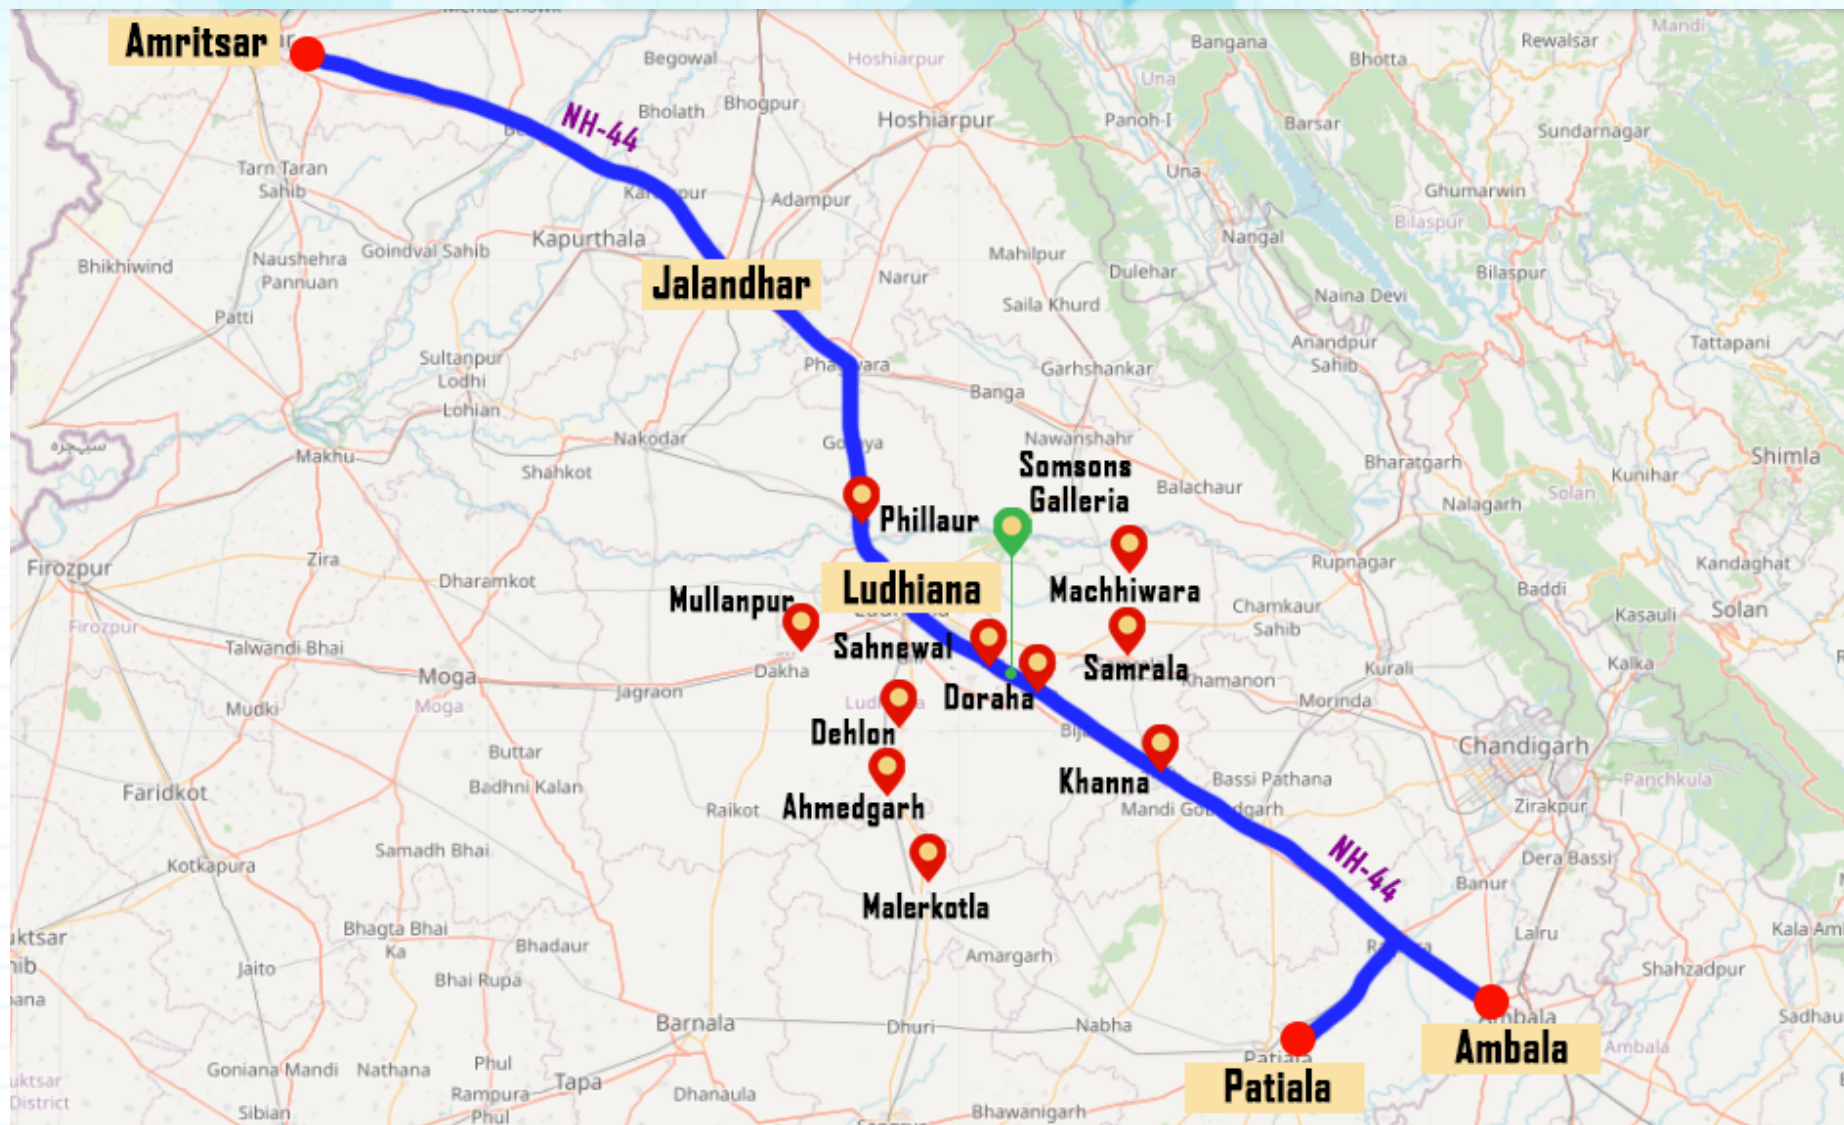 Mehta Chowk
Amritsar
NH-44
Begowal
Hoshiarpur
Bholath
Bhogpur
Hoshiarpur
Bangana
Bhotta
Rewalsar
Mandi
Una
Panoh-I
Barsar
Sundarnagar
Una
Ghumarwin
Bilaspur
Tarn Taran
Sahib
Adampur
Kapurthala
Goindval Sahib
Naushehra
Pannuan
Bhikhiwind
Patti
Mahilpur
Dulehar
Nangal
Bilaspur
Naina Devi
Narur
Saila Khurd
Jalandhar
Sultanpur
Lodhi
Lohian
Anandpur
Sahib
Tattapani
Garhshankar
Banga
Nakodar
Nawanshahr
سیہجرہ
Makhu
Shahkot
Somsons
Galleria
Balachaur
Bharatgarh
Nalagarh
Solan
Kunihar
Shimla
Phillaur
Zira
Firozpur
Dharamkot
Rupnagar
Baddi
Kandaghat
Ludhiana
Mullanpur
Machhiwara
Chamkaur
Sahib
Kasauli
Solan
Firozpur
Talwandi Bhai
Sahnewal
Samrala
Khamanon
Kurali
Kalka
Moga
Moga
Jagraon
Dakha
Doraha
Morinda
Mudki
Dehlon
Buttar
Badhni Kalan
Chandigarh
Panchkula
Faridkot
Raikot
Ahmedgarh
Khanna
Bassi Pathana
Zirakpur
Kotkapura
Samadh Bhai
NH-44
Dera Bassi
Banur
Malerkotla
Bhagta Bhai
Ka
Bhadaur
Amargarh
Lalru
Jaito
Bhai Rupa
Shahzadpur
Barnala
Dhuri
Nabha
Ambala
Ambala
Patiala
Goniana Mandi
Nathana
Phul
Rampura
Phul
Tapa
Dhanaula
Bhawanigarh
Sibian
District